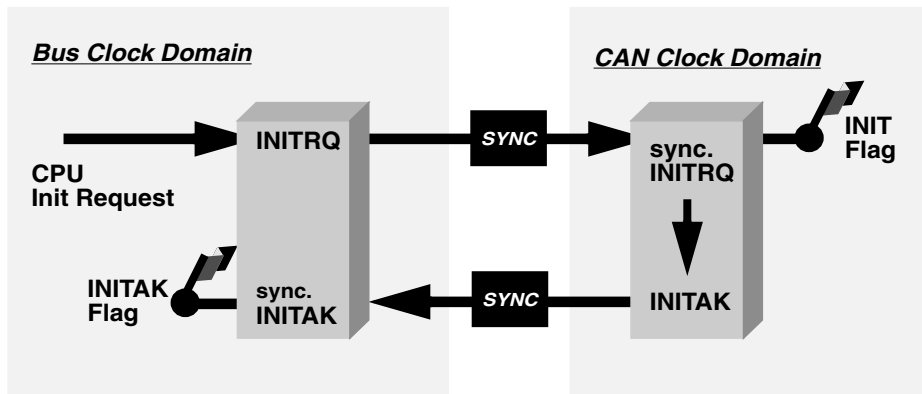 Bus Clock Domain
CAN Clock Domain
CPU
Init Request
INITRQ
SYNC
sync.
INITRQ
INIT
Flag
INITAK
Flag
sync.
INITAK
SYNC
INITAK